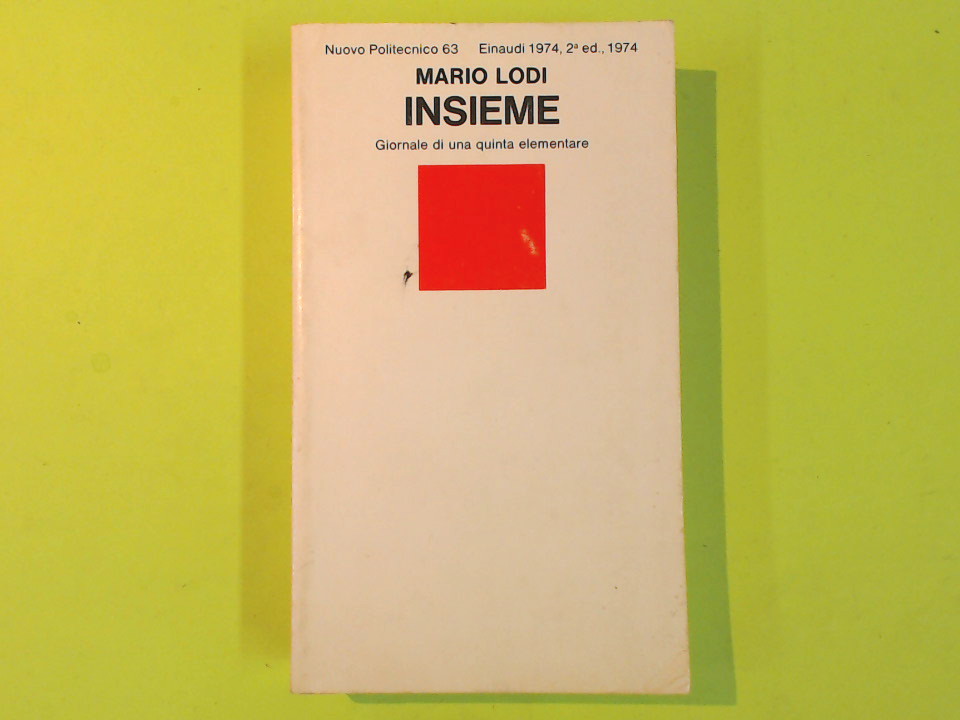 Nuovo Politecnico 63 Einaudi 1974, 2ª ed., 1974
MARIO LODI
INSIEME
Giornale di una quinta elementare